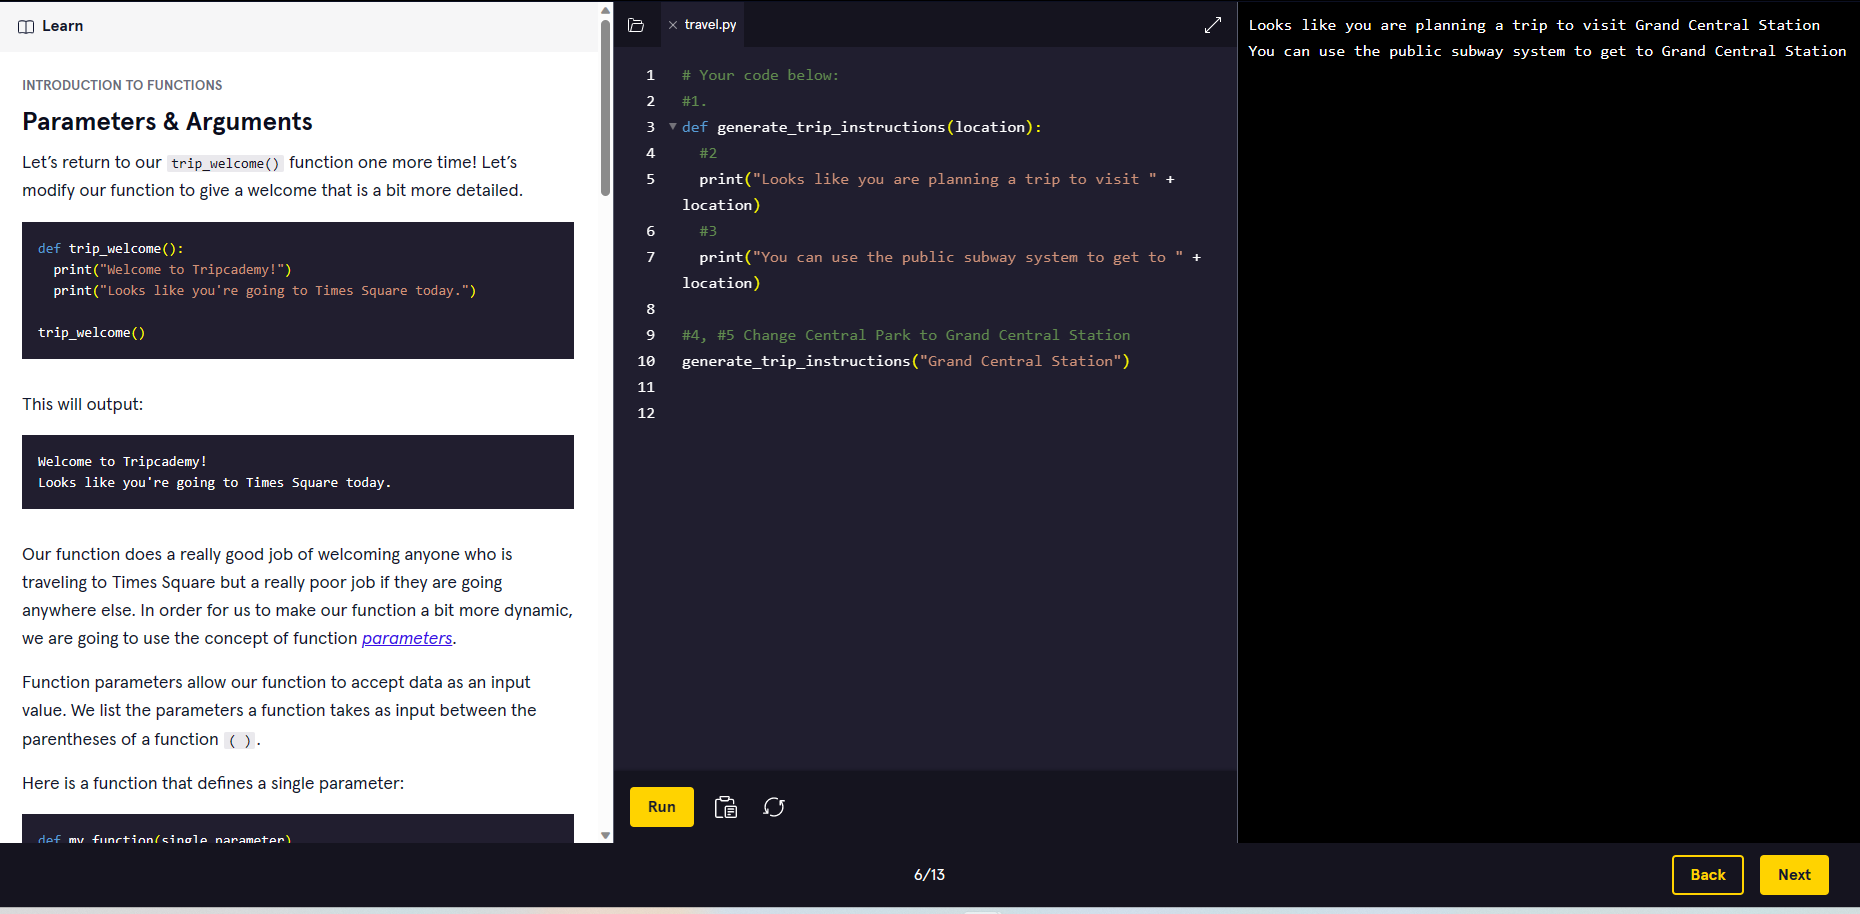 Learn
INTRODUCTION TO FUNCTIONS
Parameters & Arguments
Let's return to our trip_welcome() function one more time! Let's
modify our function to give a welcome that is a bit more detailed.
def trip_welcome():
  print("Welcome to Tripcademy!")
  print("Looks like you're going to Times Square today.")
trip_welcome()
This will output:
Welcome to Tripcademy!
Looks like you're going to Times Square today.
Our function does a really good job of welcoming anyone who is
traveling to Times Square but a really poor job if they are going
anywhere else. In order for us to make our function a bit more dynamic,
we are going to use the concept of function parameters.
Function parameters allow our function to accept data as an input
value. We list the parameters a function takes as input between the
parentheses of a function ( ).
Here is a function that defines a single parameter:
def my_function(single_parameter)
travel.py
1 # Your code below:
2 #1.
3 def generate_trip_instructions(location):
4   #2
5   print("Looks like you are planning a trip to visit " +
location)
6   #3
7   print("You can use the public subway system to get to " +
location)
8
9 #4, #5 Change Central Park to Grand Central Station
10 generate_trip_instructions("Grand Central Station")
11
12
Run
Looks like you are planning a trip to visit Grand Central Station
You can use the public subway system to get to Grand Central Station
6/13
Back
Next